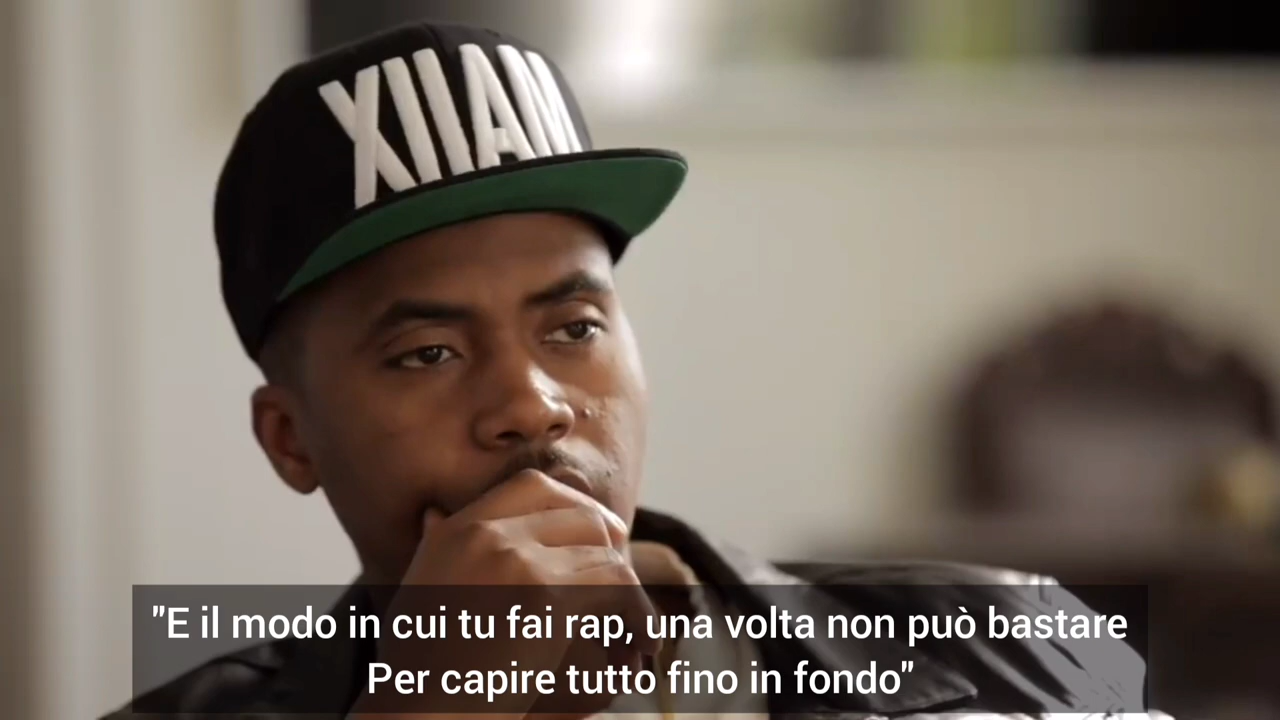 XIIAM
"E il modo in cui tu fai rap, una volta non può bastare
Per capire tutto fino in fondo"